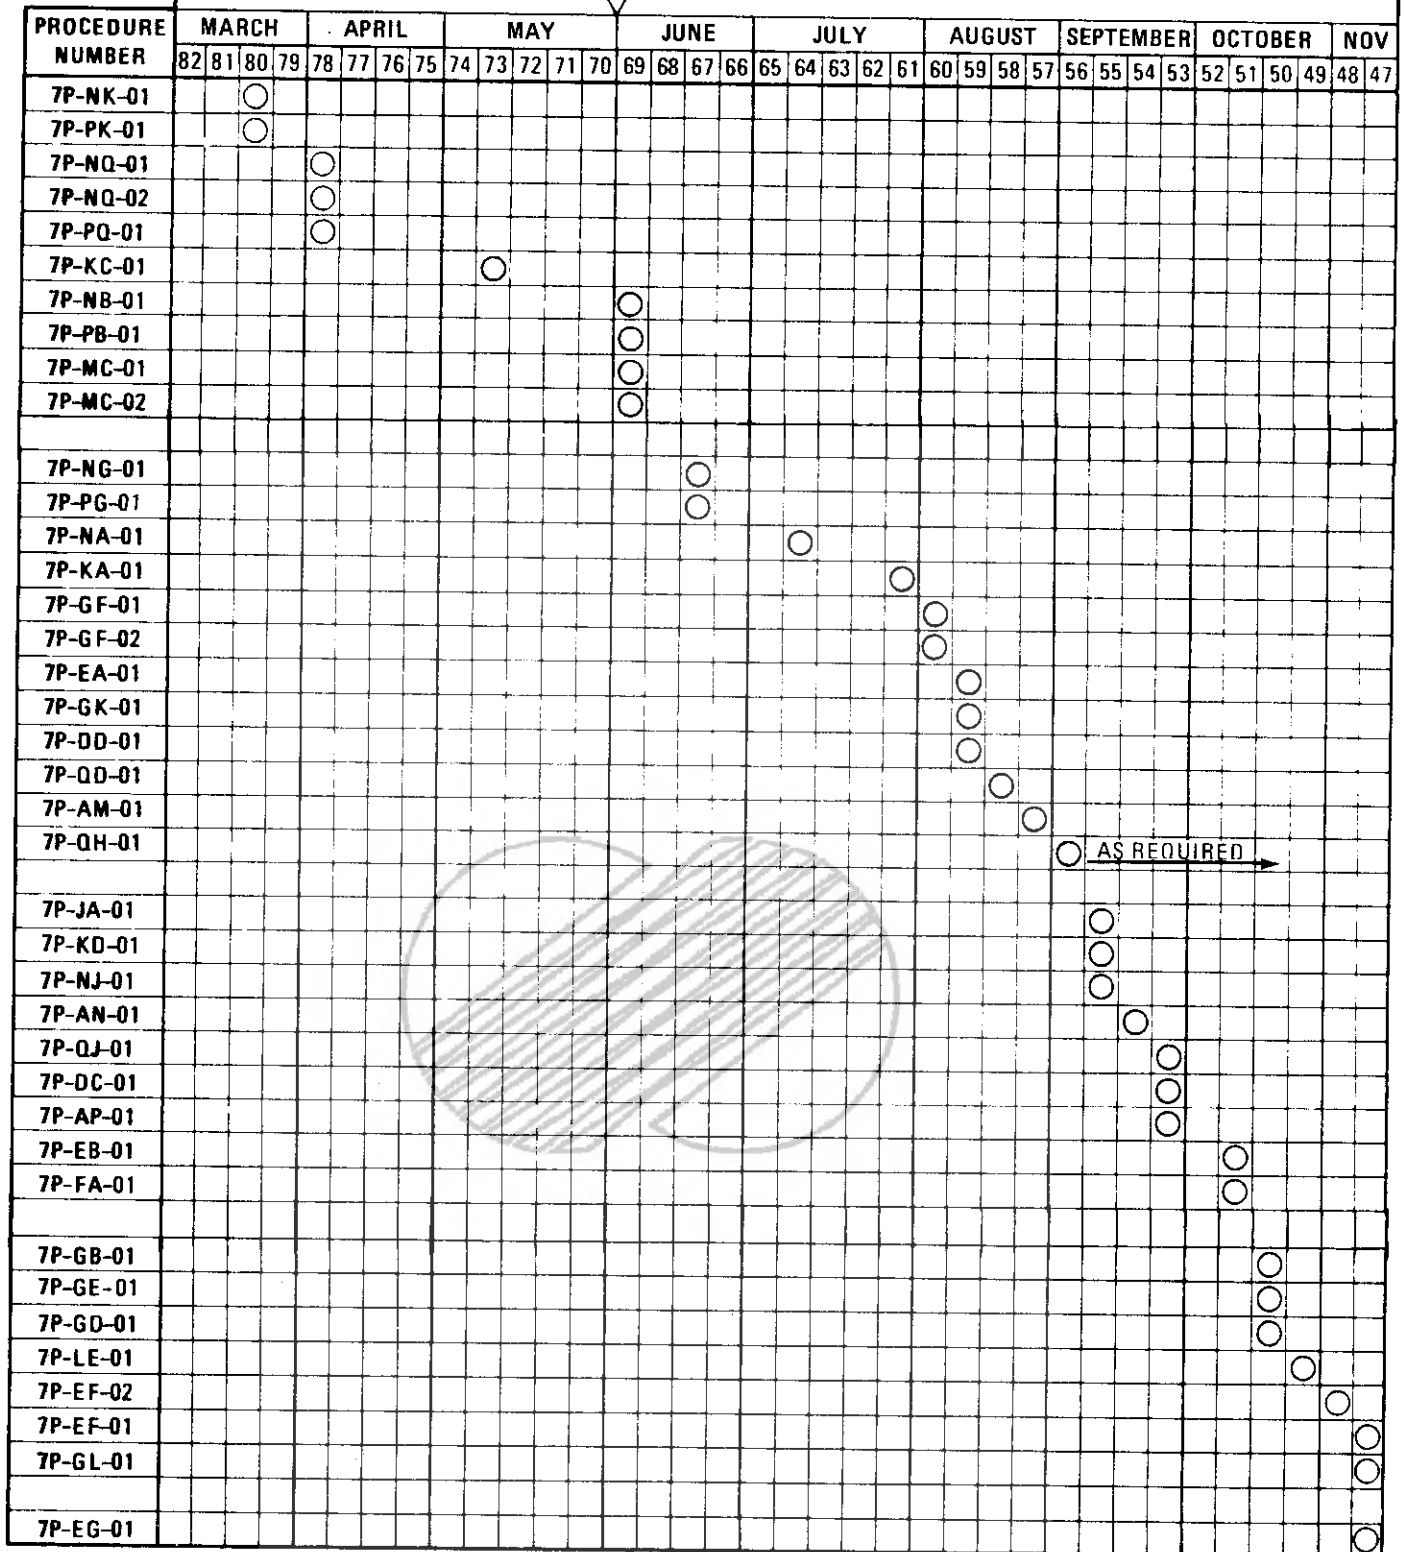 PROCEDURE NUMBER MARCH APRIL MAY JUNE JULY AUGUST SEPTEMBER OCTOBER NOV
82 81 80 79 78 77 76 75 74 73 72 71 70 69 68 67 66 65 64 63 62 61 60 59 58 57 56 55 54 53 52 51 50 49 48 47
7P-NK-01
7P-PK-01
7P-NQ-01
7P-NQ-02
7P-PQ-01
7P-KC-01
7P-NB-01
7P-PB-01
7P-MC-01
7P-MC-02
7P-NG-01
7P-PG-01
7P-NA-01
7P-KA-01
7P-GF-01
7P-GF-02
7P-EA-01
7P-GK-01
7P-DD-01
7P-QD-01
7P-AM-01
7P-QH-01 AS REQUIRED
7P-JA-01
7P-KD-01
7P-NJ-01
7P-AN-01
7P-QJ-01
7P-DC-01
7P-AP-01
7P-EB-01
7P-FA-01
7P-GB-01
7P-GE-01
7P-GD-01
7P-LE-01
7P-EF-02
7P-EF-01
7P-GL-01
7P-EG-01